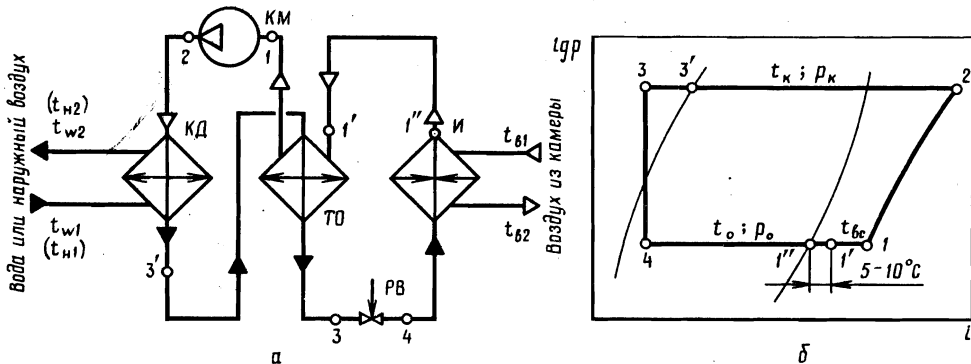 Вода или наружный воздух
(tн2)
tw2
tw1
(tн1)
КД
3'
2
КМ
1
ТО
1'
1''
И
tв1
tв2
Воздух из камеры
3
РВ
4
а
lgp
3
3'
tк ; pк
2
tо ; pо
tвс
4
1''
1'
1
5-10°С
i
б